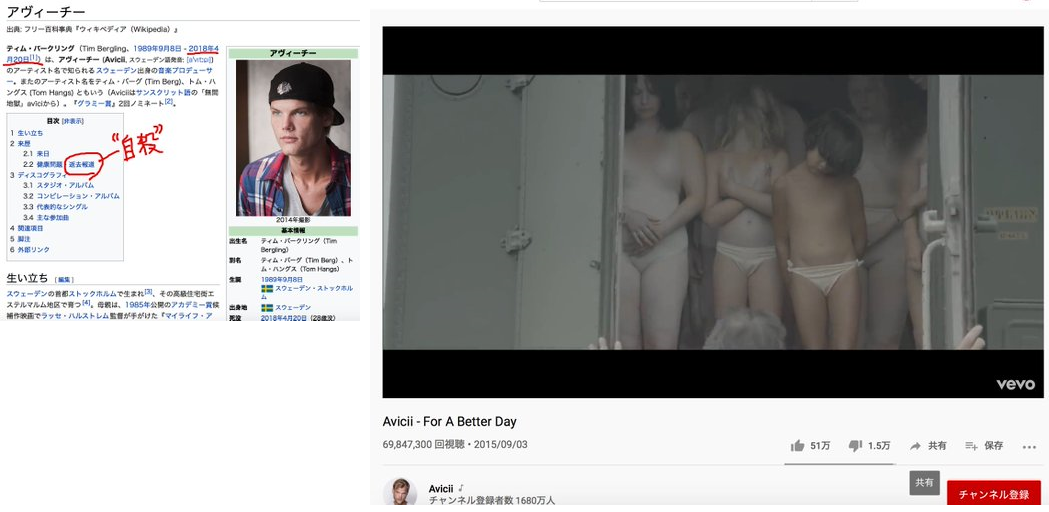 アヴィーチー
出典: フリー百科事典『ウィキペディア（Wikipedia）』
ティム・バークリング（Tim Bergling, 1989年9月8日 - 2018年4
月20日[1]）は、アヴィーチー（Avicii, スウェーデン語発音:
のアーティスト名で知られるスウェーデン出身の音楽プロデューサ
ー。またのアーティスト名をティム・バーグ (Tim Berg)、トム・ハ
ングス (Tom Hangs) ともいう（Aviciiはサンスクリット語の「無間
地獄」avīciから）。『グラミー賞』2回ノミネート[2]。
目次 [非表示]
1 生い立ち
2 来歴
2.1 来日
2.2 健康問題 逝去報道
"自殺"
3 ディスコグラフィ
3.1 スタジオ・アルバム
3.2 コンピレーション・アルバム
3.3 代表的なシングル
3.4 主な参加曲
4 関連項目
5 脚注
6 外部リンク
生い立ち [編集]
スウェーデンの首都ストックホルムで生まれ[3]、その高級住宅街エ
ステルマルム地区で育つ[4]。母親は、1985年公開のアカデミー賞候
補作映画でラッセ・ハルストレム監督が手がけた『マイライフ・ア
アヴィーチー
2014年撮影
基本情報
出生名 ティム・バークリング（Tim
Bergling）
別名 ティム・バーグ（Tim Berg）、ト
ム・ハングス（Tom Hangs）
生誕 1989年9月8日
スウェーデン・ストックホル
ム
出身地 スウェーデン
死没 2018年4月20日（28歳没）
vevo
Avicii - For A Better Day
69,847,300 回視聴・2015/09/03
51万 1.5万 共有 保存
共有
Avicii
チャンネル登録者数 1680万人
チャンネル登録